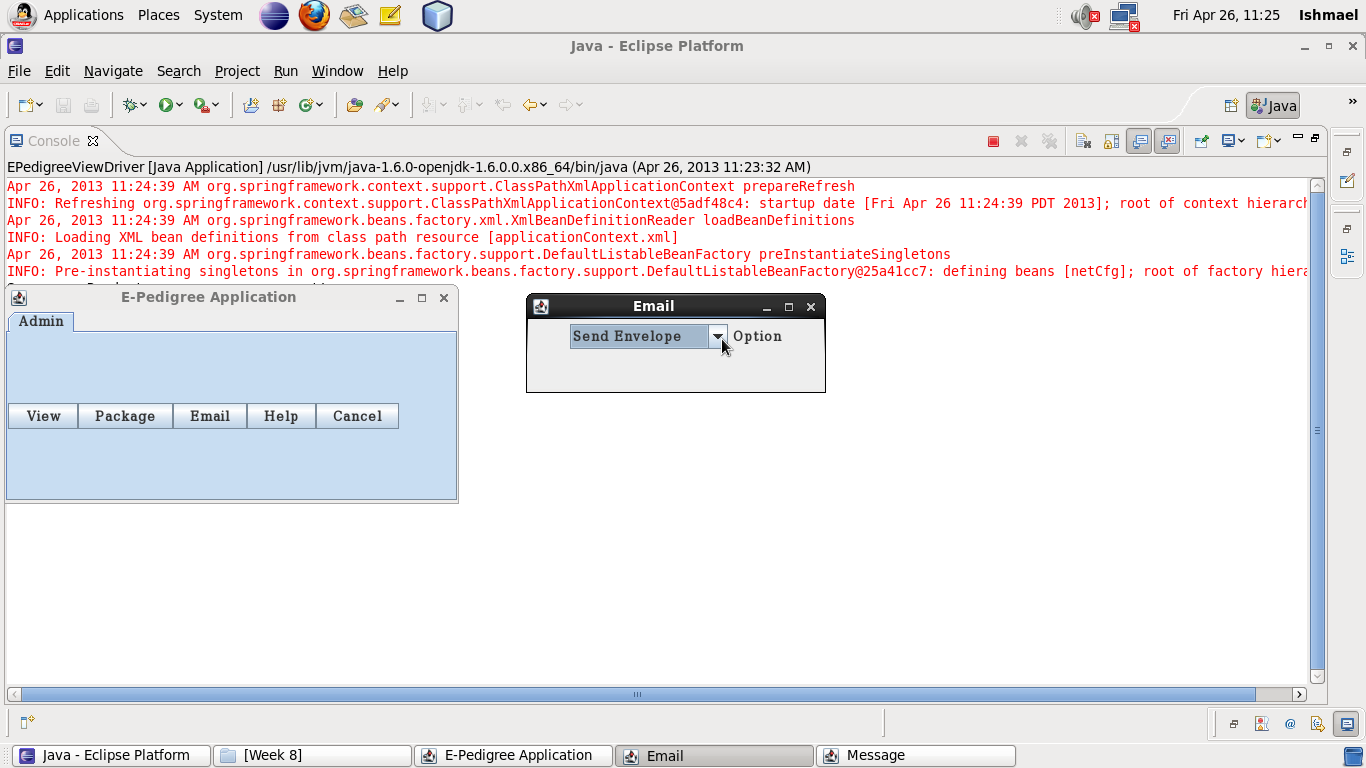 Applications Places System Fri Apr 26, 11:25 Ishmael
Java - Eclipse Platform
File Edit Navigate Search Project Run Window Help
Java »
Console
EPedigreeViewDriver [Java Application] /usr/lib/jvm/java-1.6.0-openjdk-1.6.0.0.x86_64/bin/java (Apr 26, 2013 11:23:32 AM)
Apr 26, 2013 11:24:39 AM org.springframework.context.support.ClassPathXmlApplicationContext prepareRefresh
INFO: Refreshing org.springframework.context.support.ClassPathXmlApplicationContext@5adf48c4: startup date [Fri Apr 26 11:24:39 PDT 2013]; root of context hierarch
Apr 26, 2013 11:24:39 AM org.springframework.beans.factory.xml.XmlBeanDefinitionReader loadBeanDefinitions
INFO: Loading XML bean definitions from class path resource [applicationContext.xml]
Apr 26, 2013 11:24:39 AM org.springframework.beans.factory.support.DefaultListableBeanFactory preInstantiateSingletons
INFO: Pre-instantiating singletons in org.springframework.beans.factory.support.DefaultListableBeanFactory@25a41cc7: defining beans [netCfg]; root of factory hiera
E-Pedigree Application
Admin
View Package Email Help Cancel
Email
Send Envelope Option
Java - Eclipse Platform [Week 8] E-Pedigree Application Email Message